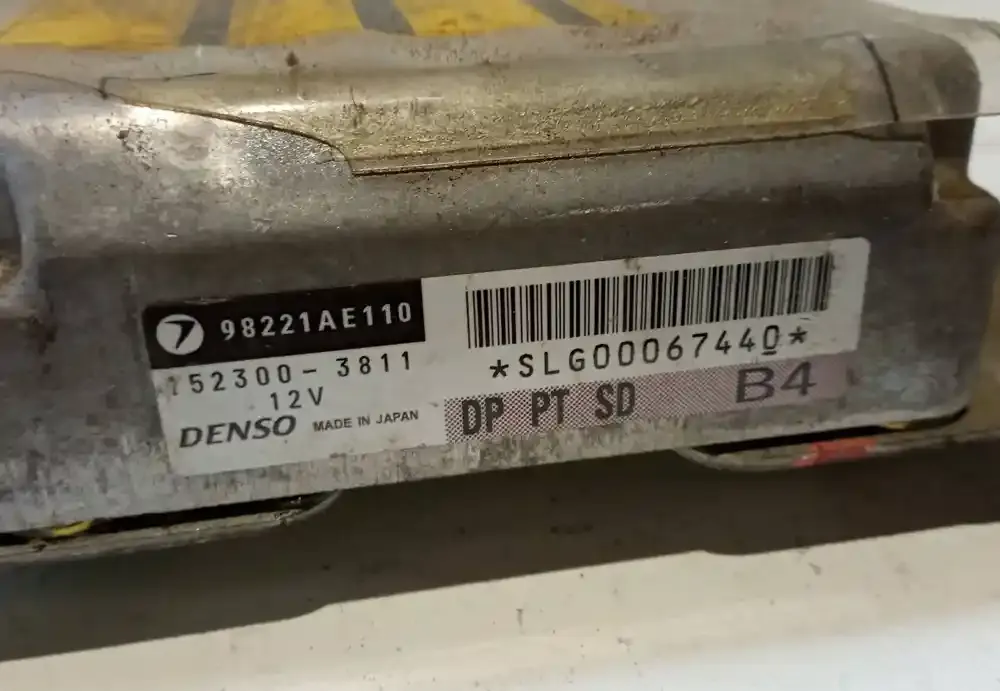 98221AE110
152300-3811
12V
DENSO MADE IN JAPAN
*SLG00067440*
DP PT SD B4